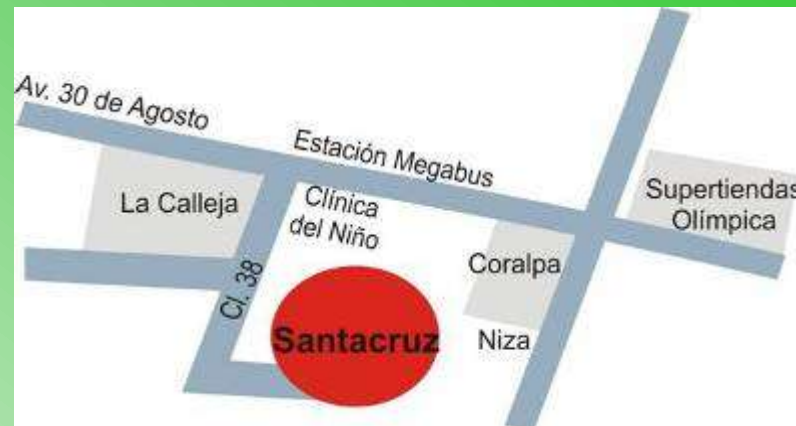 Av. 30 de Agosto
Estación Megabus
La Calleja
Clínica
del Niño
Supertiendas
Olímpica
Coralpa
Cl. 38
Santacruz
Niza